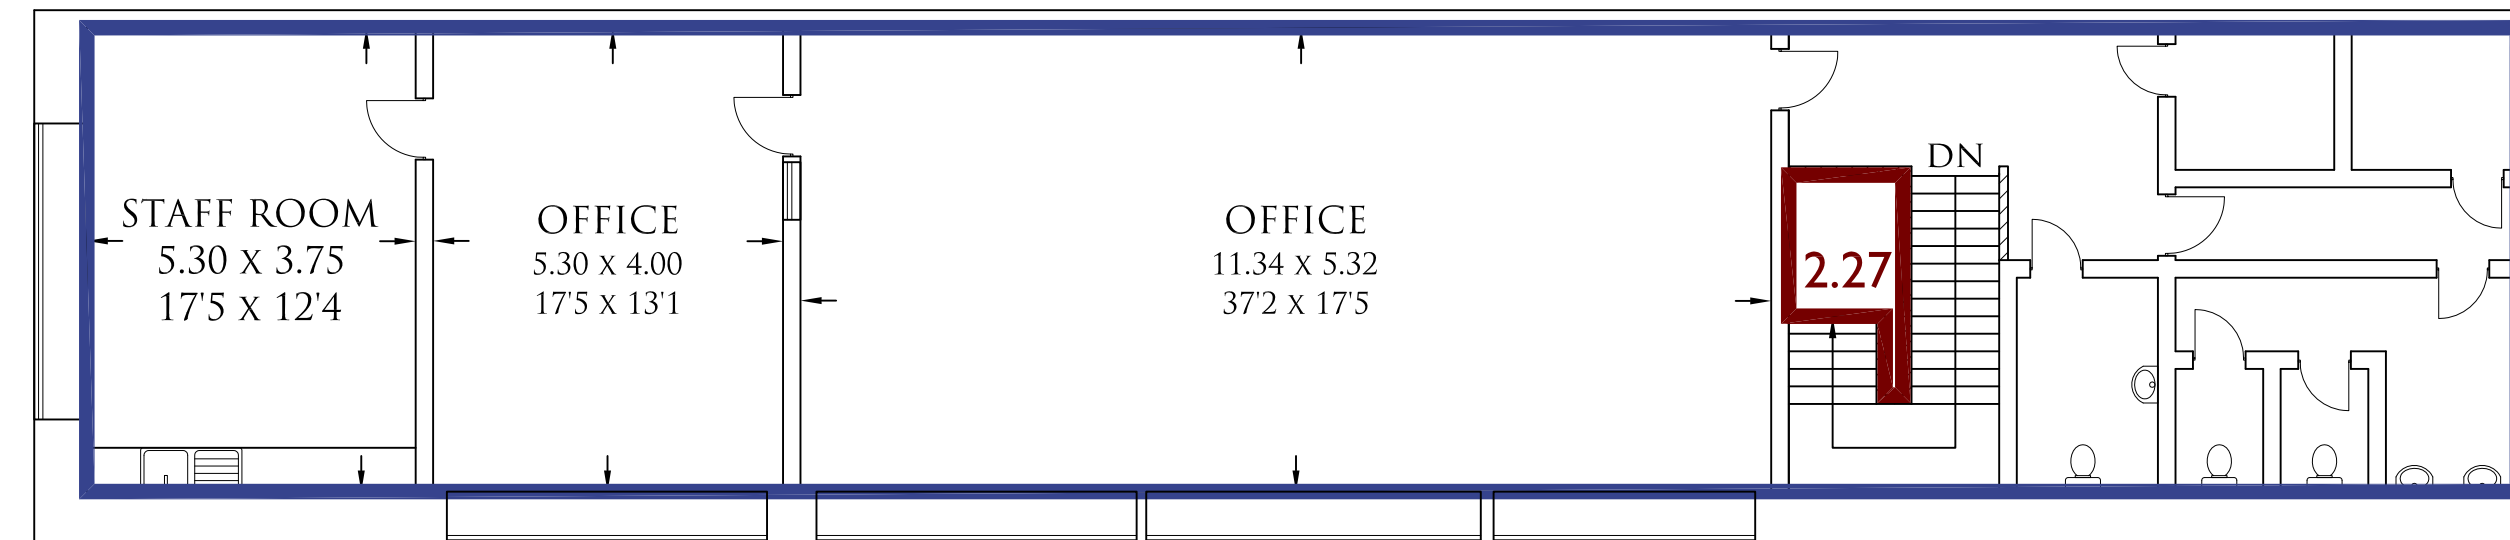 STAFF ROOM
5.30 x 3.75
17'5 x 12'4
OFFICE
5.30 x 4.00
17'5 x 13'1
OFFICE
11.34 x 5.32
37'2 x 17'5
DN
2.27